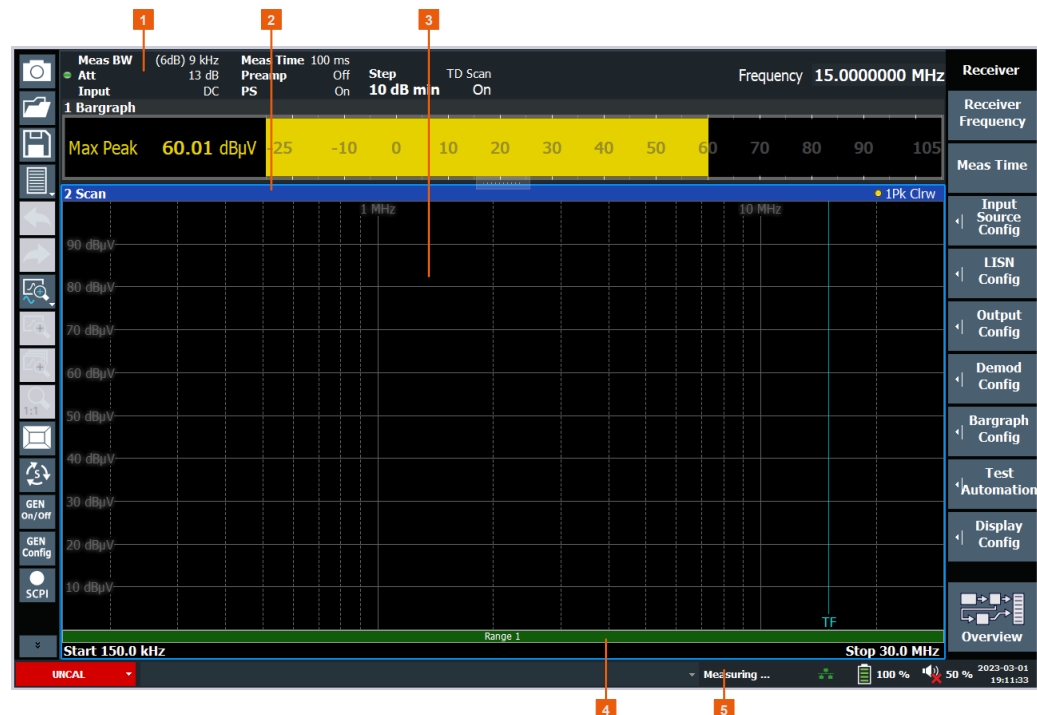 1
2
3
Meas BW (6dB) 9 kHz Meas Time 100 ms
Att 13 dB Preamp Off Step TD Scan
Input DC PS On 10 dB min On
Frequency 15.0000000 MHz
1 Bargraph
Max Peak 60.01 dBµV -25 -10 0 10 20 30 40 50 60 70 80 90 105
2 Scan 1Pk Clrw
1 MHz 10 MHz
90 dBµV
80 dBµV
70 dBµV
60 dBµV
50 dBµV
40 dBµV
30 dBµV
20 dBµV
10 dBµV
TF
Range 1
Start 150.0 kHz Stop 30.0 MHz
1:1
S
GEN
On/Off
GEN
Config
SCPI
Receiver
Receiver
Frequency
Meas Time
Input
Source
Config
LISN
Config
Output
Config
Demod
Config
Bargraph
Config
Test
Automation
Display
Config
Overview
UNCAL Measuring ... 100 % 50 % 2023-03-01
19:11:33
4
5